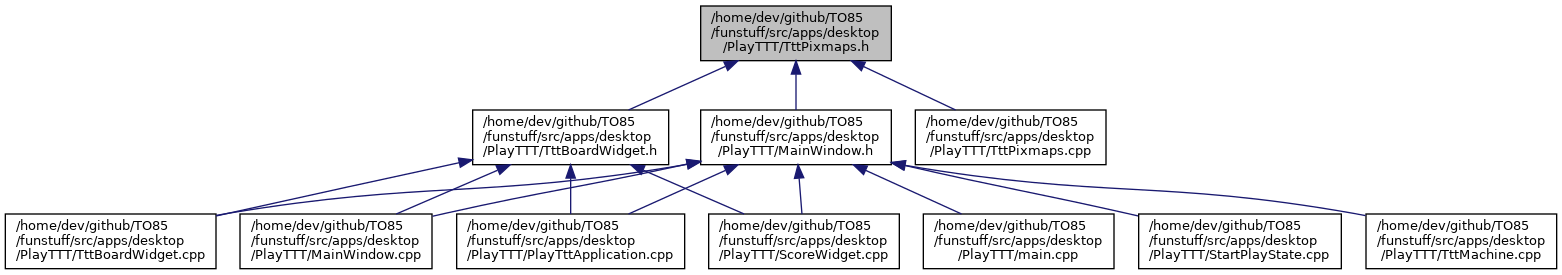 /home/dev/github/TO85
/funstuff/src/apps/desktop
/PlayTTT/TttPixmaps.h
/home/dev/github/TO85
/funstuff/src/apps/desktop
/PlayTTT/TttBoardWidget.h
/home/dev/github/TO85
/funstuff/src/apps/desktop
/PlayTTT/MainWindow.h
/home/dev/github/TO85
/funstuff/src/apps/desktop
/PlayTTT/TttPixmaps.cpp
/home/dev/github/TO85
/funstuff/src/apps/desktop
/PlayTTT/TttBoardWidget.cpp
/home/dev/github/TO85
/funstuff/src/apps/desktop
/PlayTTT/MainWindow.cpp
/home/dev/github/TO85
/funstuff/src/apps/desktop
/PlayTTT/PlayTttApplication.cpp
/home/dev/github/TO85
/funstuff/src/apps/desktop
/PlayTTT/ScoreWidget.cpp
/home/dev/github/TO85
/funstuff/src/apps/desktop
/PlayTTT/main.cpp
/home/dev/github/TO85
/funstuff/src/apps/desktop
/PlayTTT/StartPlayState.cpp
/home/dev/github/TO85
/funstuff/src/apps/desktop
/PlayTTT/TttMachine.cpp